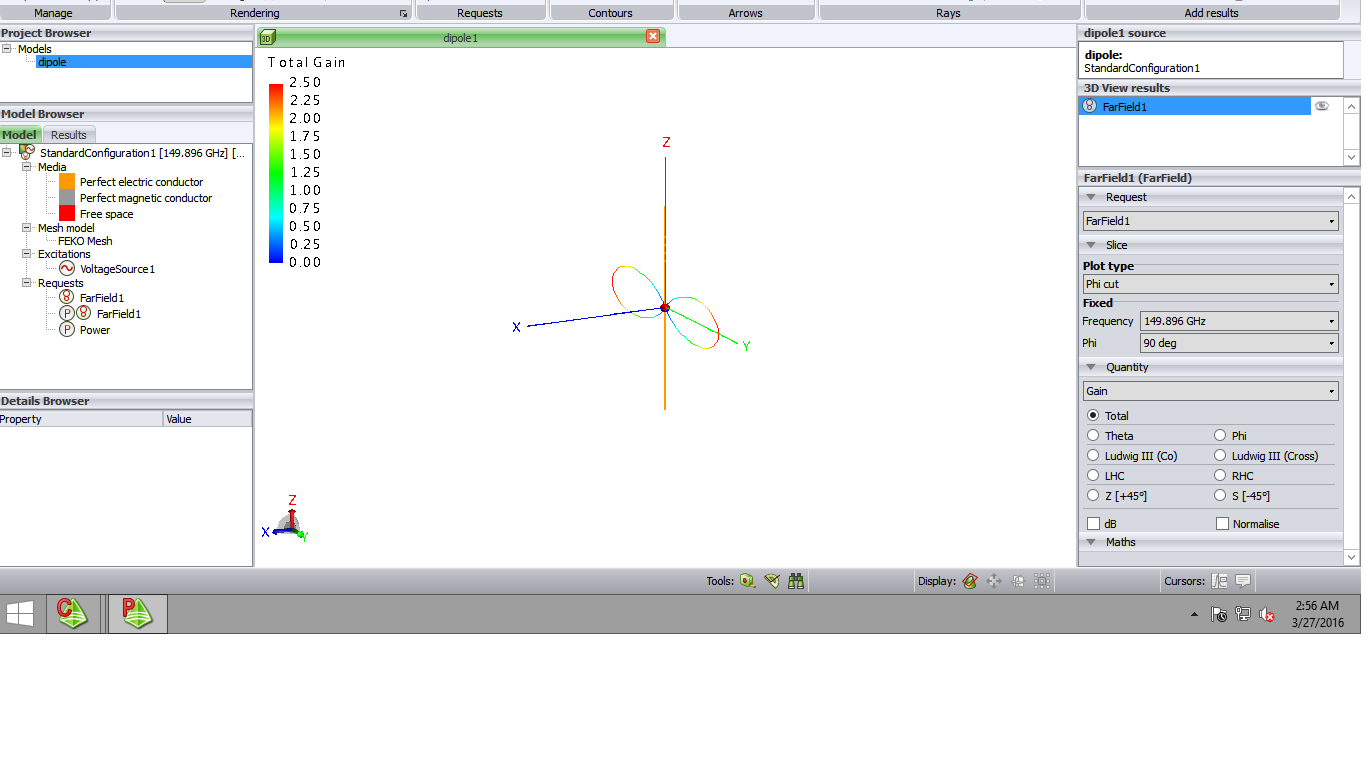 Manage
Rendering
Requests
Contours
Arrows
Rays
Add results
Project Browser
Models
dipole
Model Browser
Model
Results
StandardConfiguration1 [149.896 GHz] [...
Media
Perfect electric conductor
Perfect magnetic conductor
Free space
Mesh model
FEKO Mesh
Excitations
VoltageSource1
Requests
FarField1
P FarField1
P Power
Details Browser
Property
Value
3D
dipole1
Total Gain
2.50
2.25
2.00
1.75
1.50
1.25
1.00
0.75
0.50
0.25
0.00
Z
X
Y
Z
X
Y
dipole1 source
dipole:
StandardConfiguration1
3D View results
FarField1
FarField1 (FarField)
Request
FarField1
Slice
Plot type
Phi cut
Fixed
Frequency 149.896 GHz
Phi 90 deg
Quantity
Gain
Total
Theta Phi
Ludwig III (Co) Ludwig III (Cross)
LHC RHC
Z [+45°] S [-45°]
dB Normalise
Maths
Tools:
Display:
Cursors:
C
P
2:56 AM
3/27/2016